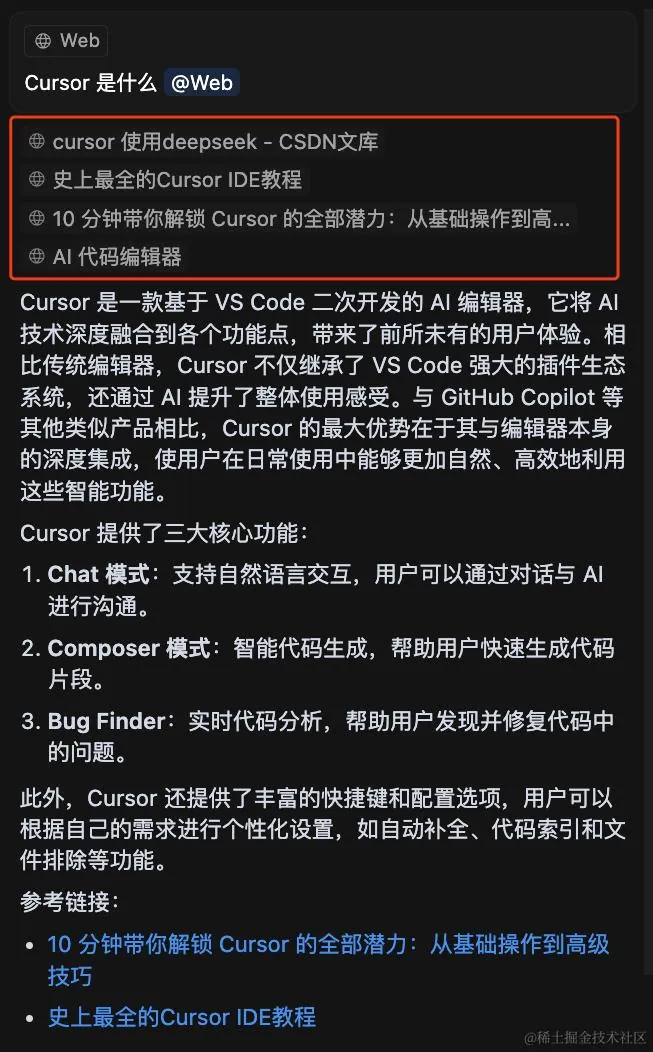 Web
Cursor 是什么 @Web
cursor 使用deepseek - CSDN文库
史上最全的Cursor IDE教程
10 分钟带你解锁 Cursor 的全部潜力：从基础操作到高...
AI 代码编辑器
Cursor 是一款基于 VS Code 二次开发的 AI 编辑器，它将 AI
技术深度融合到各个功能点，带来了前所未有的用户体验。相
比传统编辑器，Cursor 不仅继承了 VS Code 强大的插件生态
系统，还通过 AI 提升了整体使用感受。与 GitHub Copilot 等
其他类似产品相比，Cursor 的最大优势在于其与编辑器本身
的深度集成，使用户在日常使用中能够更加自然、高效地利用
这些智能功能。
Cursor 提供了三大核心功能：
1. Chat 模式：支持自然语言交互，用户可以通过对话与 AI
进行沟通。
2. Composer 模式：智能代码生成，帮助用户快速生成代码
片段。
3. Bug Finder：实时代码分析，帮助用户发现并修复代码中
的问题。
此外，Cursor 还提供了丰富的快捷键和配置选项，用户可以
根据自己的需求进行个性化设置，如自动补全、代码索引和文
件排除等功能。
参考链接：
• 10 分钟带你解锁 Cursor 的全部潜力：从基础操作到高级
技巧
• 史上最全的Cursor IDE教程
@稀土掘金技术社区